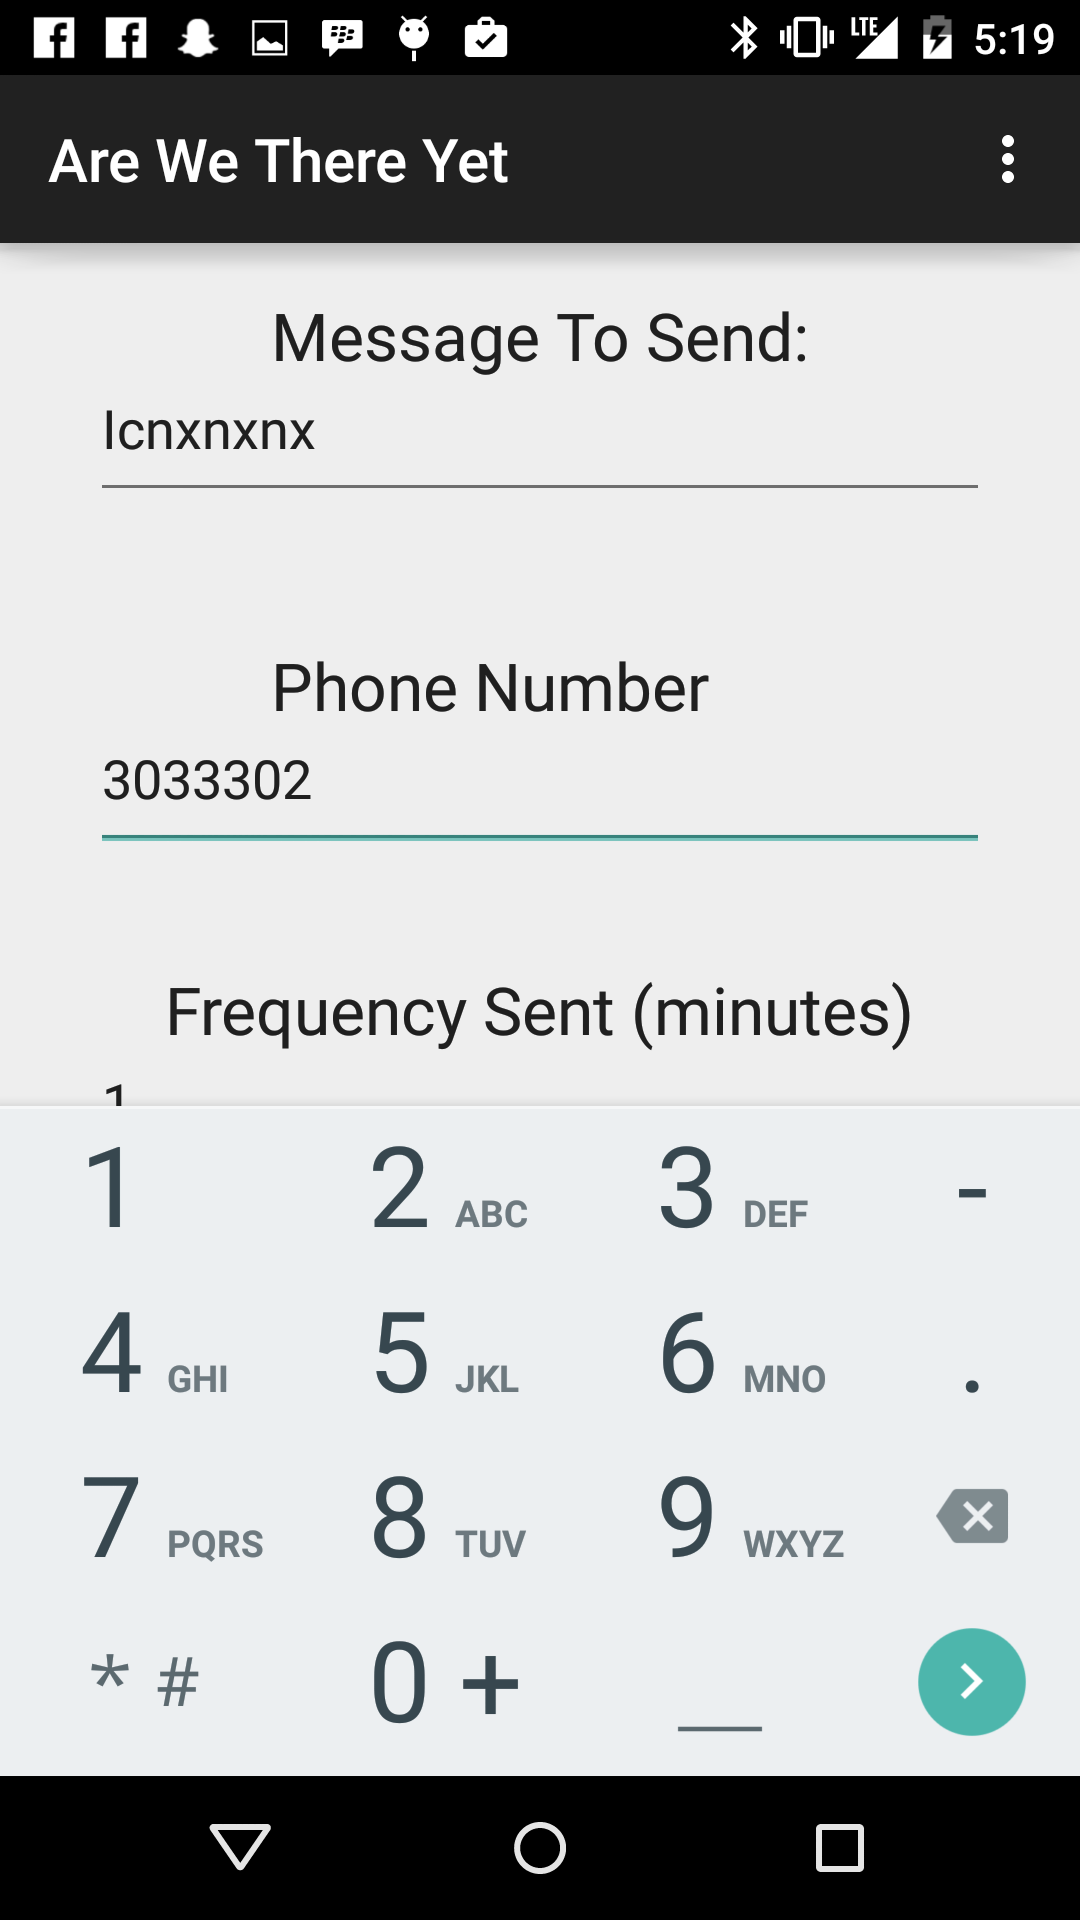 LTE 5:19
Are We There Yet
Message To Send:
Icnxnxnx
Phone Number
3033302
Frequency Sent (minutes)
1
1 2 ABC 3 DEF -
4 GHI 5 JKL 6 MNO .
7 PQRS 8 TUV 9 WXYZ
* # 0 + _